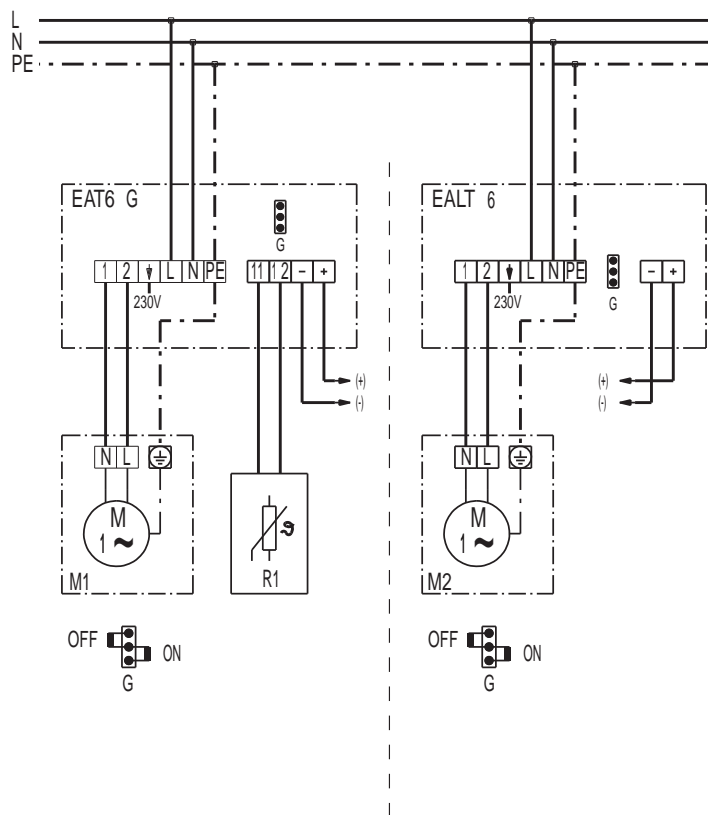 L
N
PE
EAT6 G
EALT 6
G
1 2 L N PE
11 12 − +
1 2 L N PE
− +
230V
230V
G
(+)
(-)
(+)
(-)
N L
N L
M
1 ~
M
1 ~
ϑ
M1
R1
M2
OFF
ON
G
OFF
ON
G